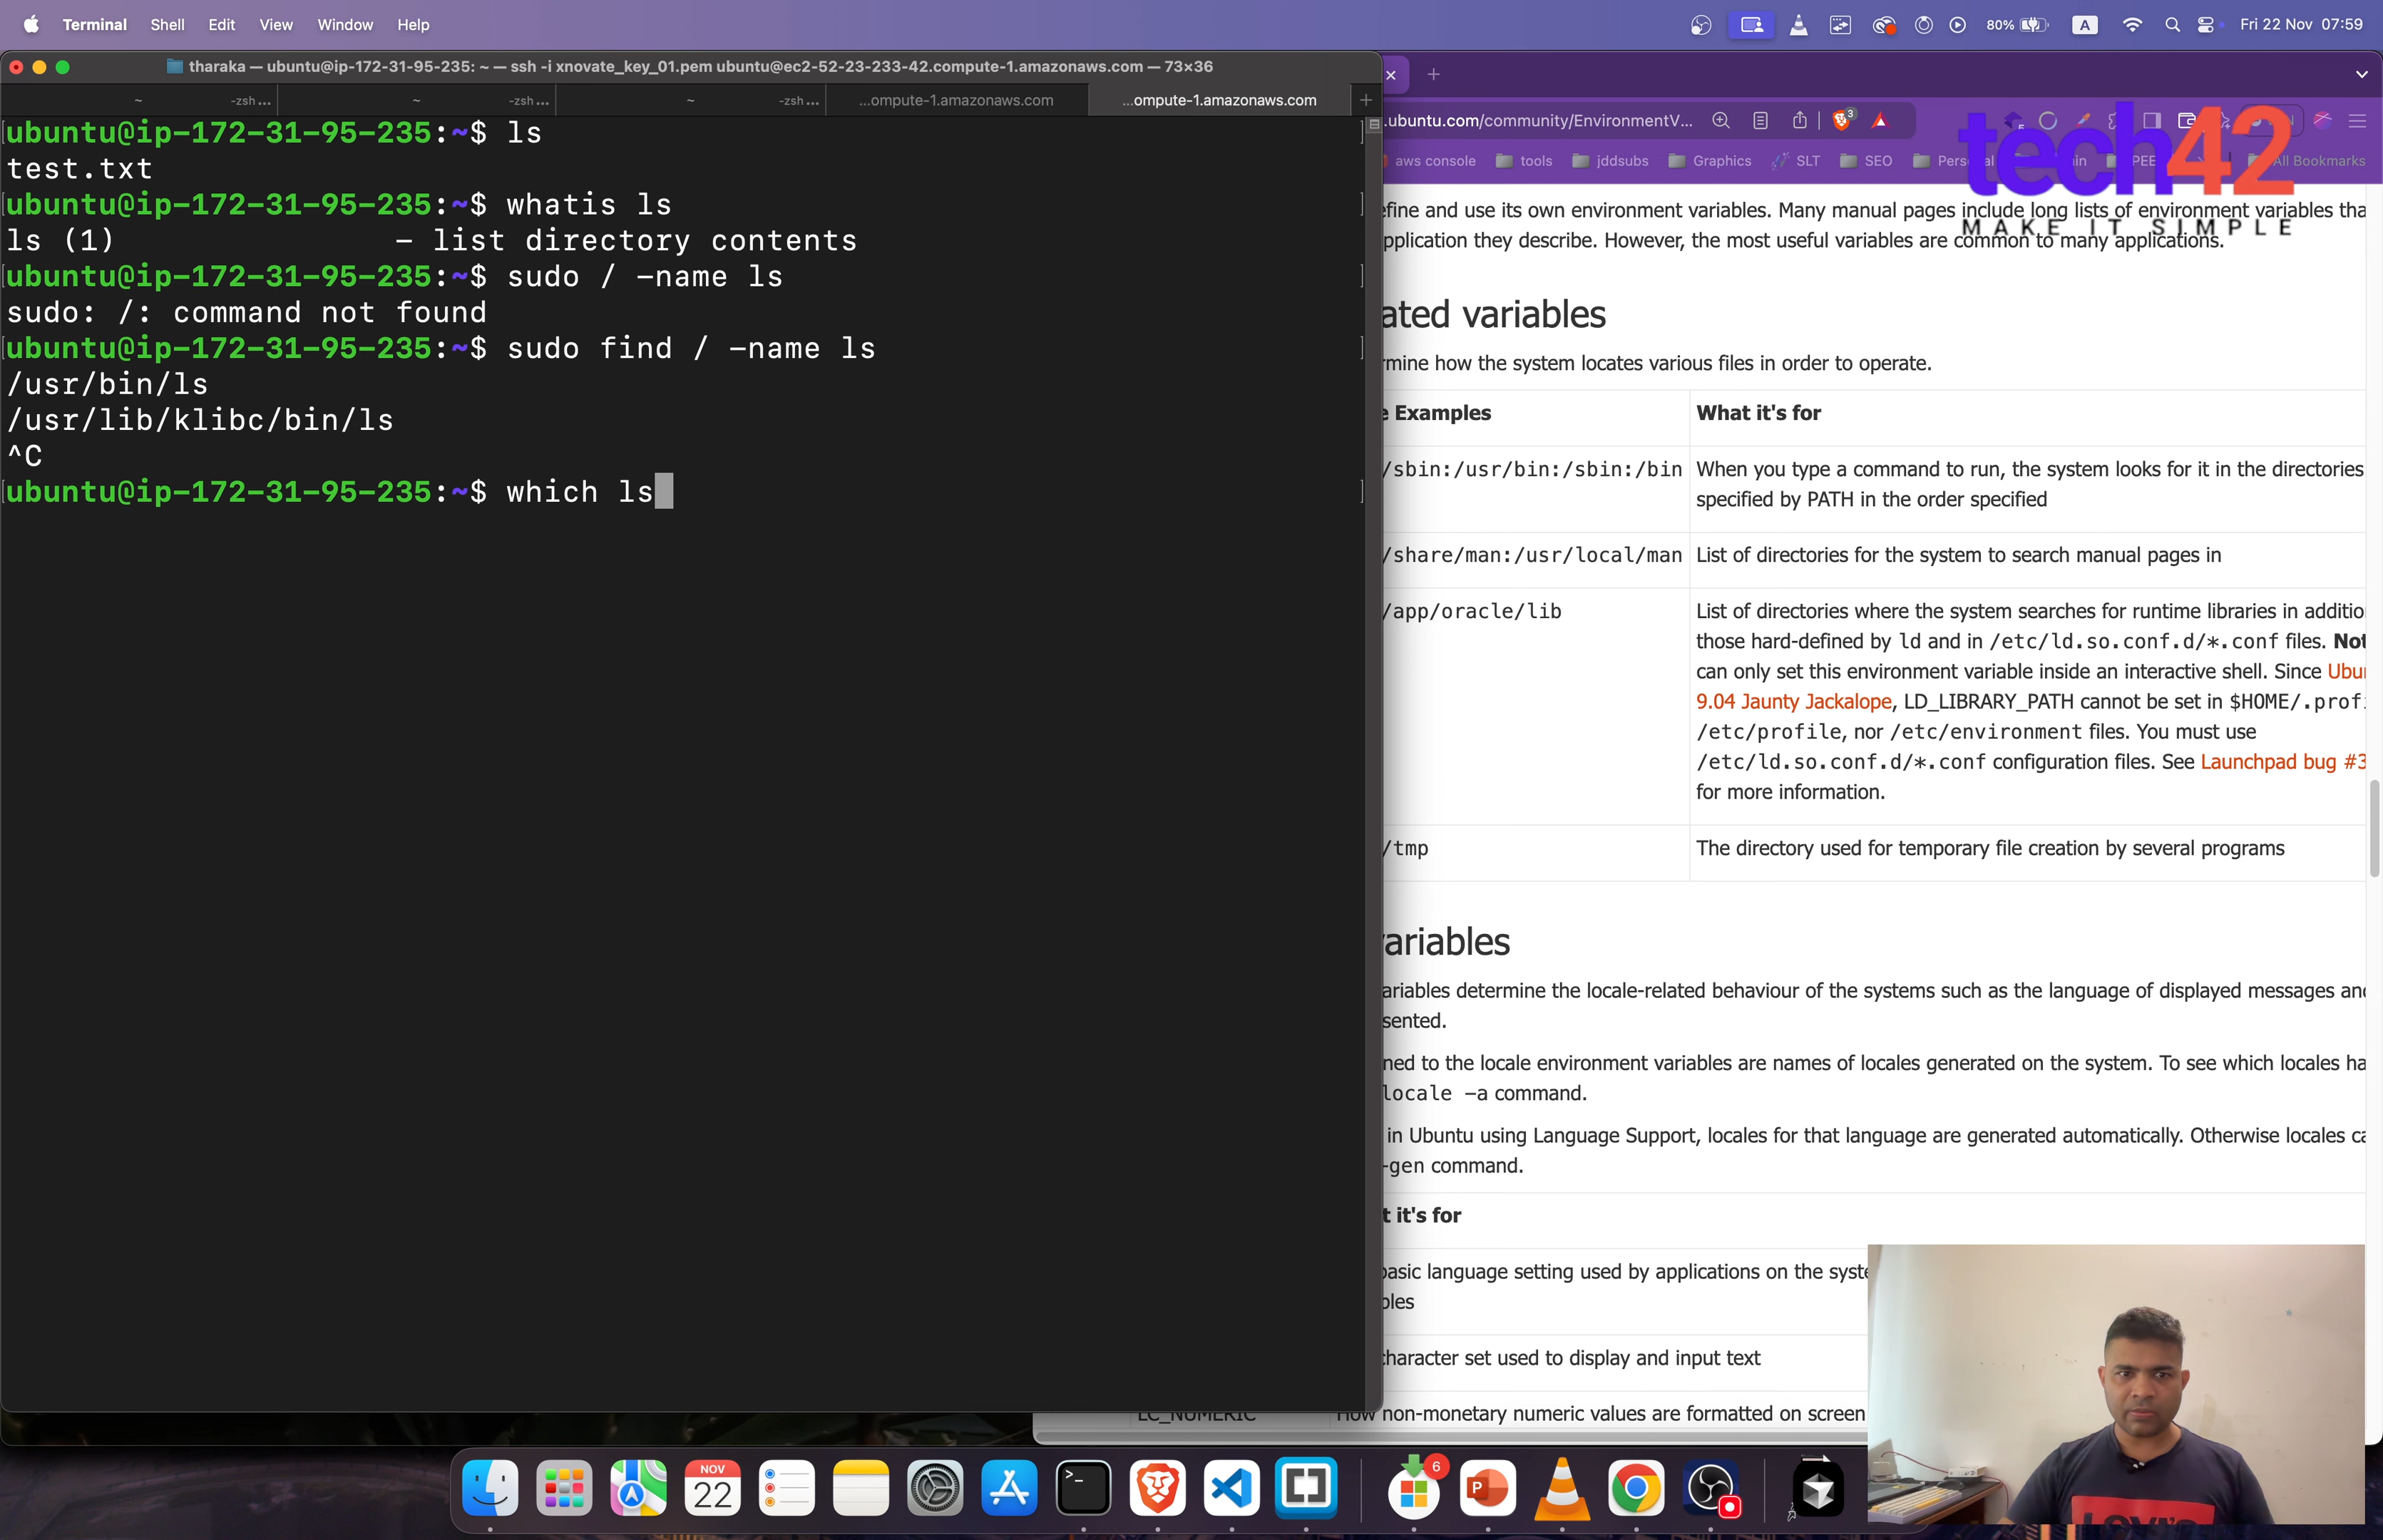 Terminal Shell Edit View Window Help
80% A Fri 22 Nov 07:59
tharaka — ubuntu@ip-172-31-95-235: ~ — ssh -i xnovate_key_01.pem ubuntu@ec2-52-23-233-42.compute-1.amazonaws.com — 73×36
~ -zsh... ~ -zsh... ~ -zsh... ...ompute-1.amazonaws.com ...ompute-1.amazonaws.com
ubuntu@ip-172-31-95-235:~$ ls
test.txt
ubuntu@ip-172-31-95-235:~$ whatis ls
ls (1) - list directory contents
ubuntu@ip-172-31-95-235:~$ sudo / -name ls
sudo: /: command not found
ubuntu@ip-172-31-95-235:~$ sudo find / -name ls
/usr/bin/ls
/usr/lib/klibc/bin/ls
^C
ubuntu@ip-172-31-95-235:~$ which ls
.ubuntu.com/community/EnvironmentV... 3
aws console tools jddsubs Graphics SLT SEO All Bookmarks
tech42
MAKE IT SIMPLE
efine and use its own environment variables. Many manual pages include long lists of environment variables tha
pplication they describe. However, the most useful variables are common to many applications.
ated variables
rmine how the system locates various files in order to operate.
e Examples What it's for
/sbin:/usr/bin:/sbin:/bin When you type a command to run, the system looks for it in the directories
specified by PATH in the order specified
/share/man:/usr/local/man List of directories for the system to search manual pages in
/app/oracle/lib List of directories where the system searches for runtime libraries in additio
those hard-defined by ld and in /etc/ld.so.conf.d/*.conf files. Not
can only set this environment variable inside an interactive shell. Since Ubu
9.04 Jaunty Jackalope, LD_LIBRARY_PATH cannot be set in $HOME/.prof
/etc/profile, nor /etc/environment files. You must use
/etc/ld.so.conf.d/*.conf configuration files. See Launchpad bug #3
for more information.
/tmp The directory used for temporary file creation by several programs
variables
ariables determine the locale-related behaviour of the systems such as the language of displayed messages and
sented.
ned to the locale environment variables are names of locales generated on the system. To see which locales ha
locale -a command.
in Ubuntu using Language Support, locales for that language are generated automatically. Otherwise locales ca
-gen command.
t it's for
basic language setting used by applications on the syste
bles
character set used to display and input text
LC_NUMERIC How non-monetary numeric values are formatted on screen
NOV
22
>_
6
P